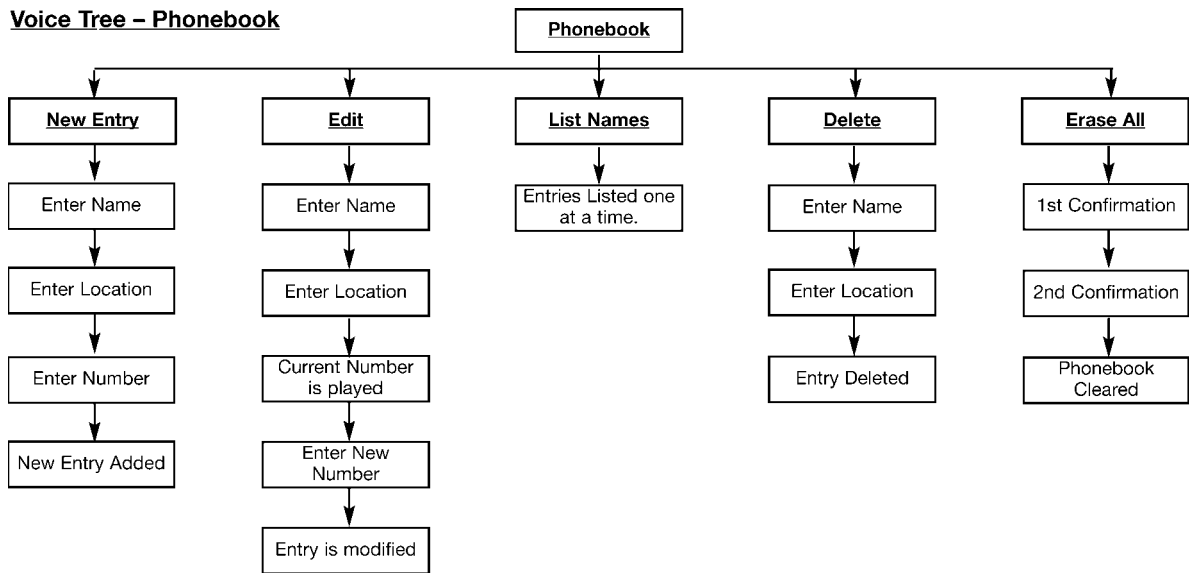 Voice Tree – Phonebook
Phonebook
New Entry
Edit
List Names
Delete
Erase All
Enter Name
Enter Name
Entries Listed one
at a time.
Enter Name
1st Confirmation
Enter Location
Enter Location
Enter Location
2nd Confirmation
Enter Number
Current Number
is played
Entry Deleted
Phonebook
Cleared
New Entry Added
Enter New
Number
Entry is modified